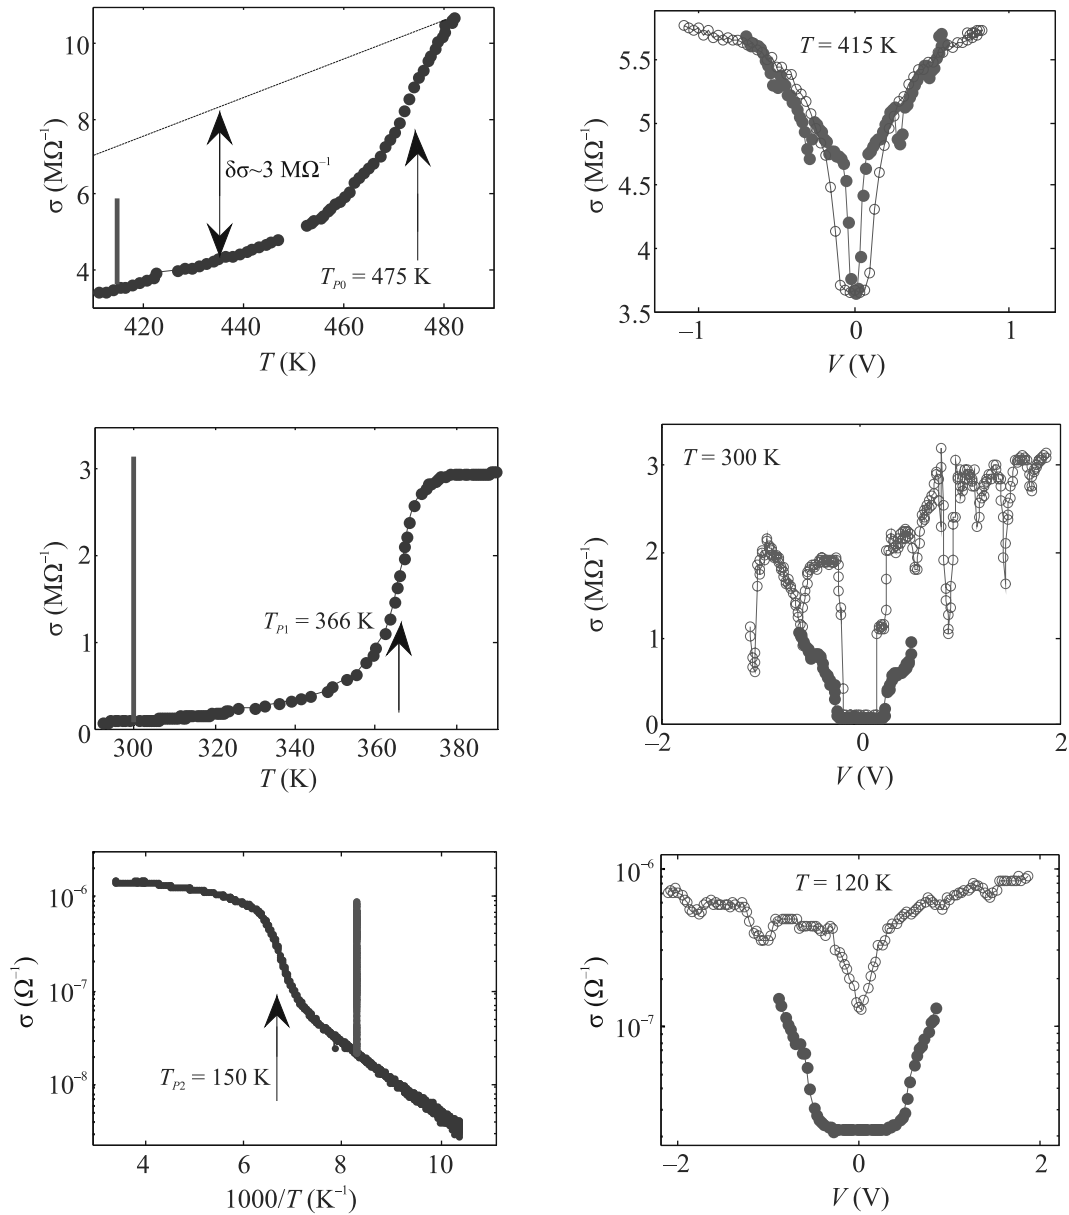 10
8
6
4
σ (MΩ⁻¹)
δσ~3 MΩ⁻¹
T_P0 = 475 K
420 440 460 480
T (K)
5.5
5
4.5
4
3.5
σ (MΩ⁻¹)
T = 415 K
−1 0 1
V (V)
3
2
1
0
σ (MΩ⁻¹)
T_P1 = 366 K
300 320 340 360 380
T (K)
3
2
1
0
σ (MΩ⁻¹)
T = 300 K
−2 0 2
V (V)
10⁻⁶
10⁻⁷
10⁻⁸
σ (Ω⁻¹)
T_P2 = 150 K
4 6 8 10
1000/T (K⁻¹)
10⁻⁶
10⁻⁷
σ (Ω⁻¹)
T = 120 K
−2 0 2
V (V)